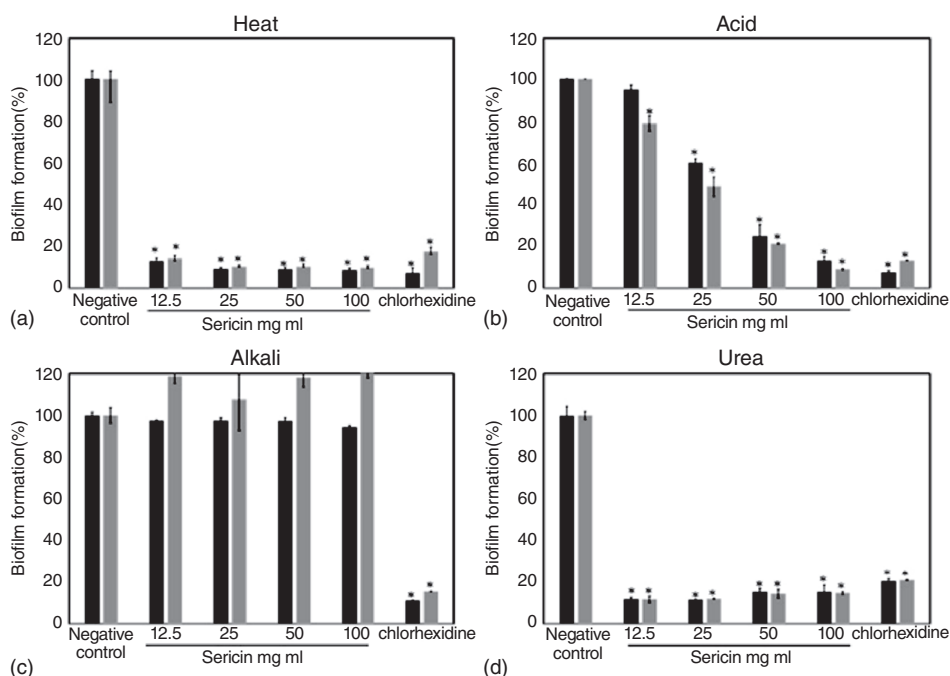 Heat
Biofilm formation(%)
120
100
80
60
40
20
0
Negative control
12.5 25 50 100
chlorhexidine
Sericin mg ml
(a)
Acid
Biofilm formation(%)
120
100
80
60
40
20
0
Negative control
12.5 25 50 100
chlorhexidine
Sericin mg ml
(b)
Alkali
Biofilm formation(%)
120
100
80
60
40
20
0
Negative control
12.5 25 50 100
chlorhexidine
Sericin mg ml
(c)
Urea
Biofilm formation(%)
120
100
80
60
40
20
0
Negative control
12.5 25 50 100
chlorhexidine
Sericin mg ml
(d)